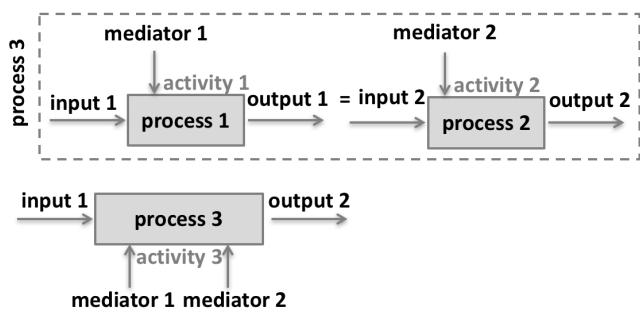 process 3
mediator 1
mediator 2
activity 1
activity 2
input 1
output 1 = input 2
output 2
process 1
process 2
input 1
output 2
process 3
activity 3
mediator 1 mediator 2